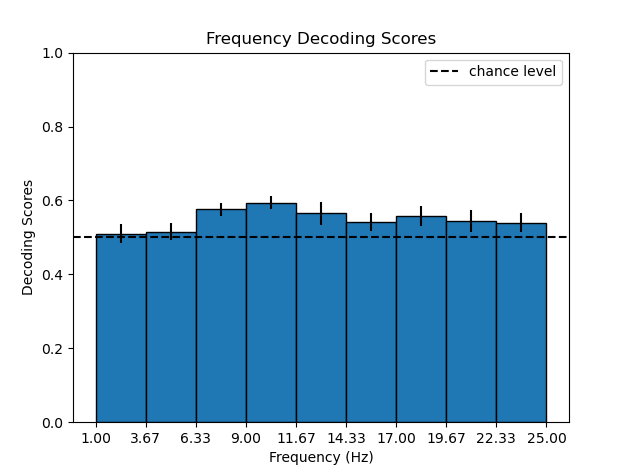 Frequency Decoding Scores
chance level
1.0
0.8
0.6
0.4
0.2
0.0
Decoding Scores
1.00 3.67 6.33 9.00 11.67 14.33 17.00 19.67 22.33 25.00
Frequency (Hz)